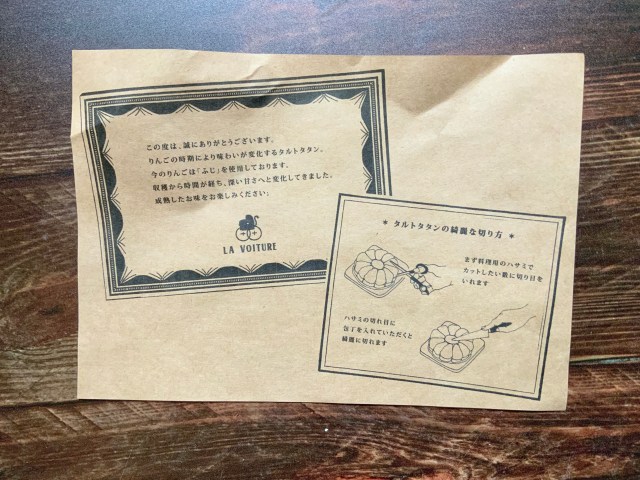 この度は、誠にありがとうございます。
りんごの時期により味わいが変化するタルトタタン。
今のりんごは「ふじ」を使用しております。
収穫から時間が経ち、深い甘さへと変化してきました。
成熟したお味をお楽しみください。
LA VOITURE
* タルトタタンの綺麗な切り方 *
まず料理用のハサミで
カットしたい数に切り目を
いれます
ハサミの切れ目に
包丁を入れていただくと
綺麗に切れます